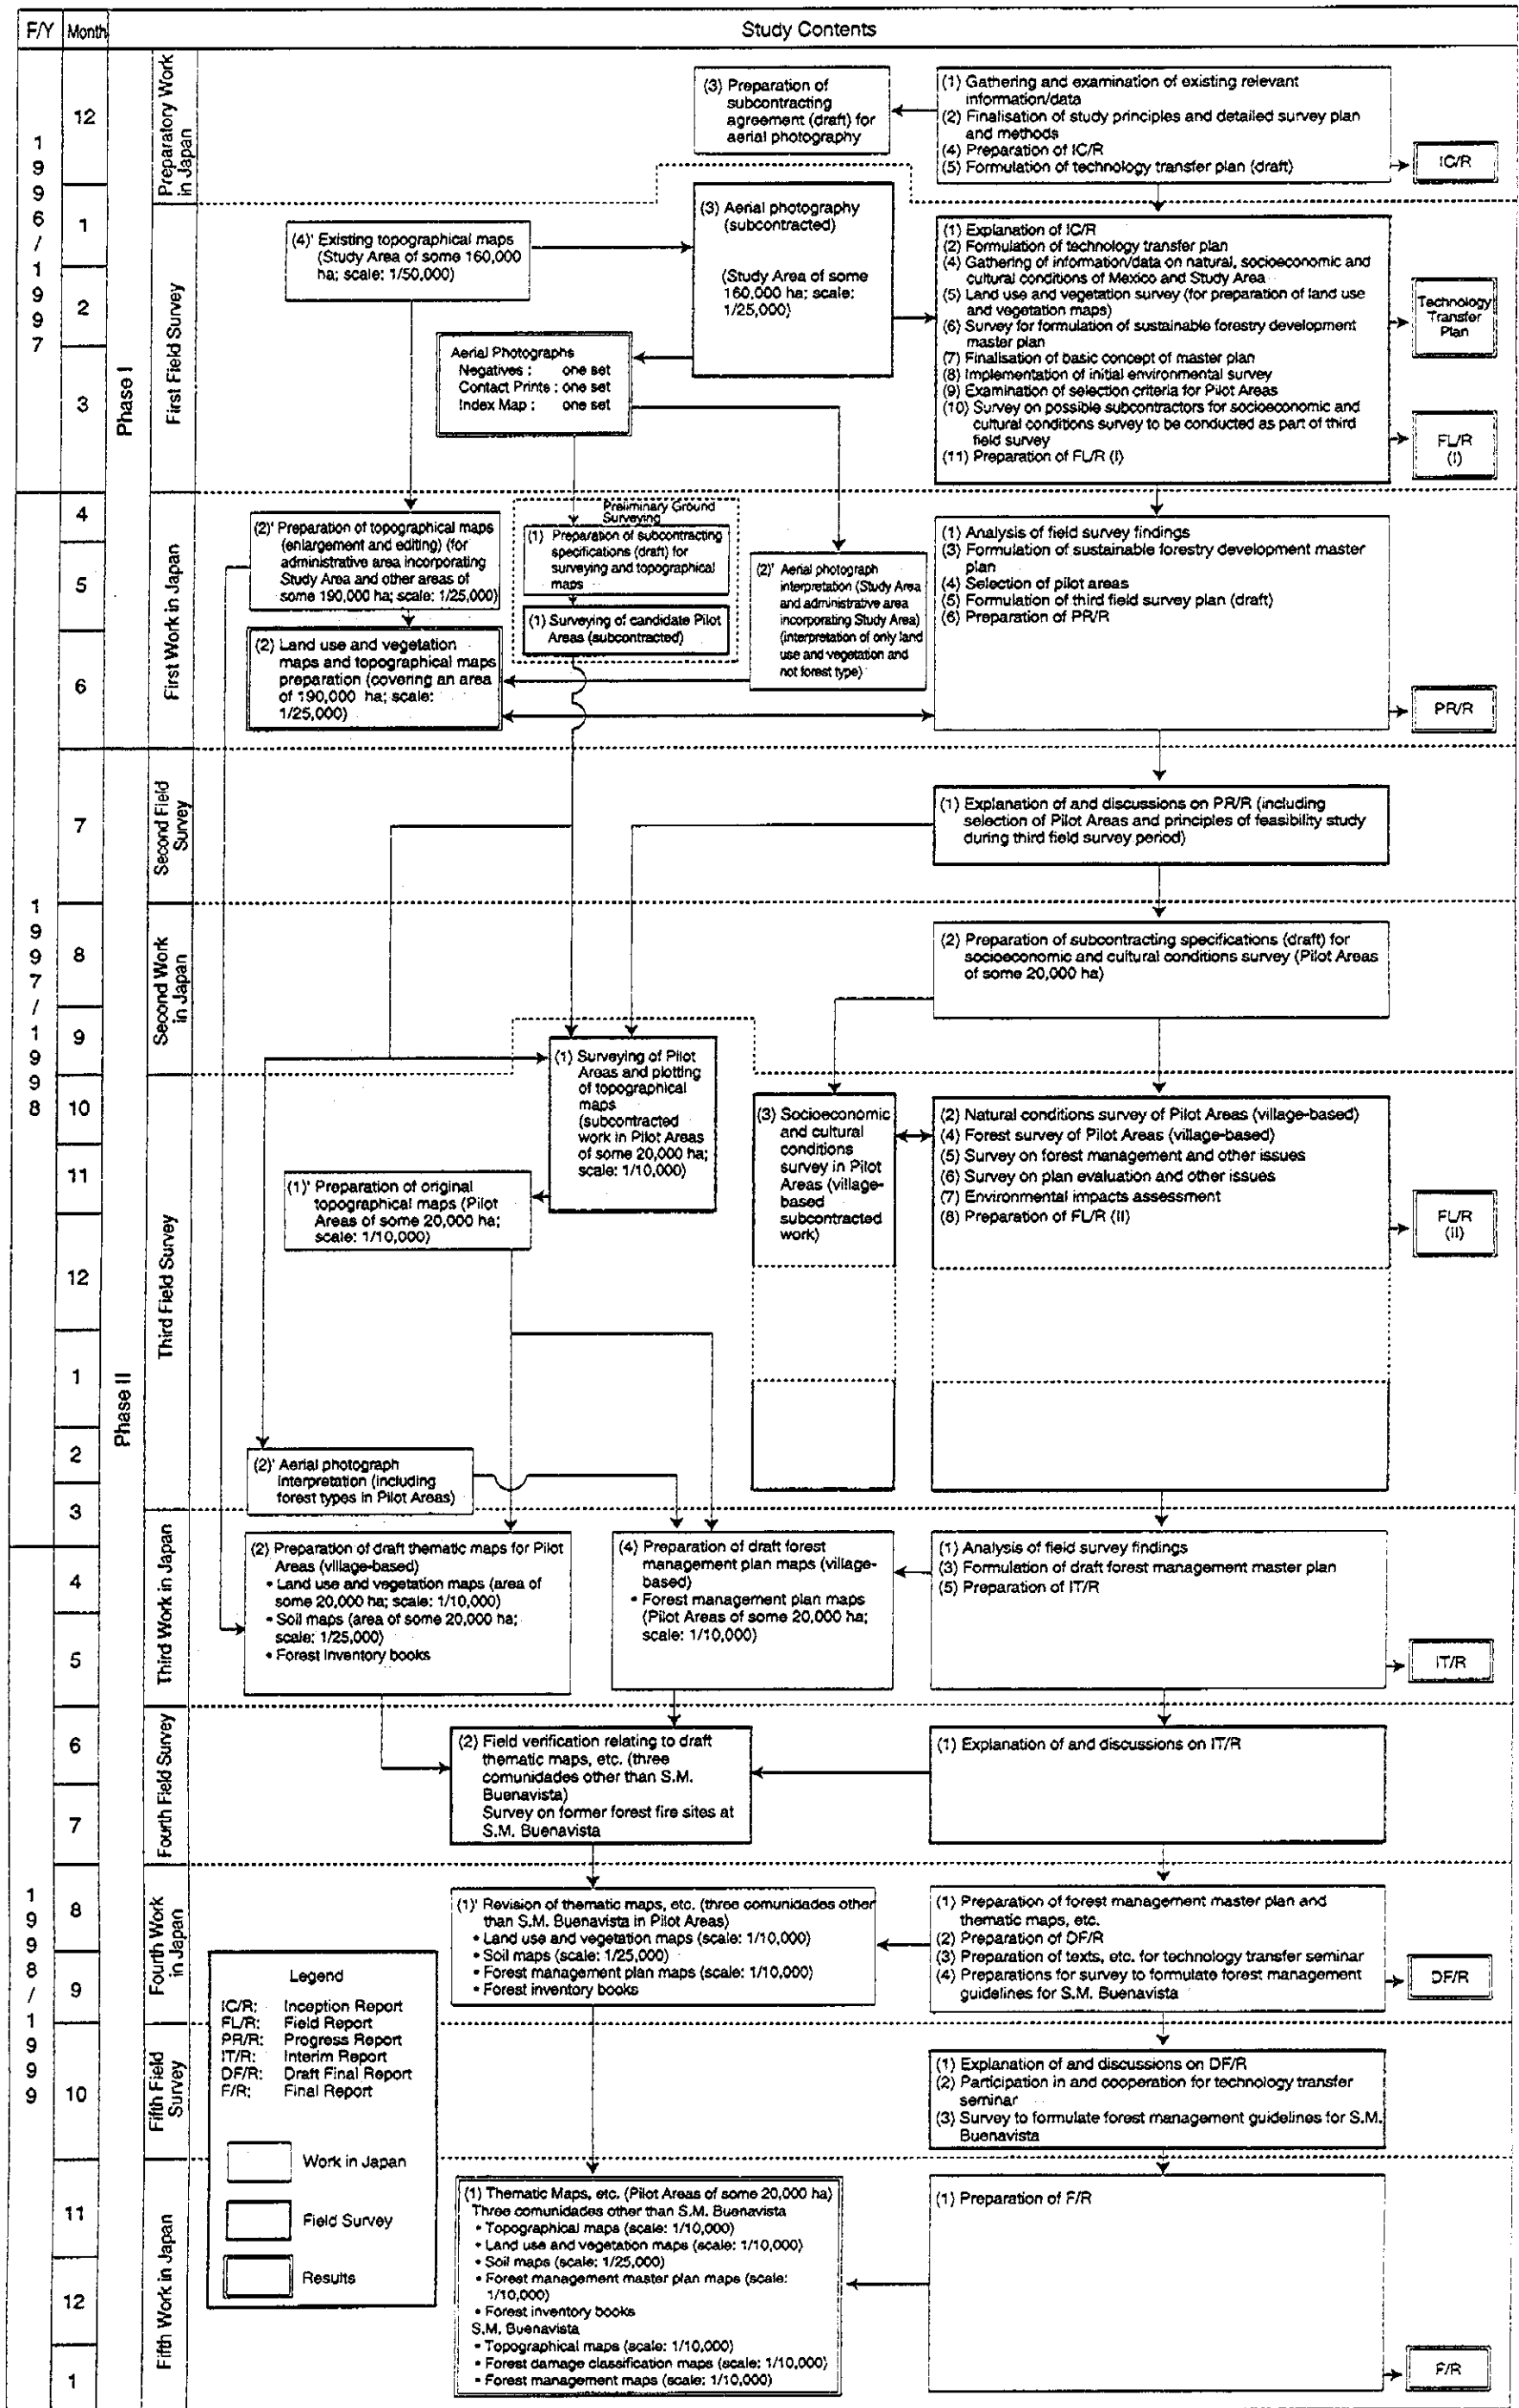 F/Y
Month
Study Contents
1996/1997
1997/1998
1998/1999
12
1
2
3
4
5
6
7
8
9
10
11
12
1
2
3
4
5
6
7
8
9
10
11
12
1
Phase I
Phase II
Preparatory Work
in Japan
First Field Survey
First Work in Japan
Second Field
Survey
Second Work
in Japan
Third Field Survey
Third Work in Japan
Fourth Field Survey
Fourth Work
in Japan
Fifth Field
Survey
Fifth Work in Japan
(3) Preparation of
subcontracting
agreement (draft) for
aerial photography
(1) Gathering and examination of existing relevant
information/data
(2) Finalisation of study principles and detailed survey plan
and methods
(4) Preparation of IC/R
(5) Formulation of technology transfer plan (draft)
IC/R
(4)' Existing topographical maps
(Study Area of some 160,000
ha; scale: 1/50,000)
(3) Aerial photography
(subcontracted)
(Study Area of some
160,000 ha; scale:
1/25,000)
(1) Explanation of IC/R
(2) Formulation of technology transfer plan
(4) Gathering of information/data on natural, socioeconomic and
cultural conditions of Mexico and Study Area
(5) Land use and vegetation survey (for preparation of land use
and vegetation maps)
(6) Survey for formulation of sustainable forestry development
master plan
(7) Finalisation of basic concept of master plan
(8) Implementation of initial environmental survey
(9) Examination of selection criteria for Pilot Areas
(10) Survey on possible subcontractors for socioeconomic and
cultural conditions survey to be conducted as part of third
field survey
(11) Preparation of FL/R (I)
Technology
Transfer
Plan
FL/R
(I)
Aerial Photographs
Negatives : one set
Contact Prints : one set
Index Map : one set
(2)' Preparation of topographical maps
(enlargement and editing) (for
administrative area incorporating
Study Area and other areas of
some 190,000 ha; scale: 1/25,000)
Preliminary Ground
Surveying
(1) Preparation of subcontracting
specifications (draft) for
surveying and topographical
maps
(1) Surveying of candidate Pilot
Areas (subcontracted)
(2)' Aerial photograph
interpretation (Study Area
and administrative area
incorporating Study Area)
(interpretation of only land
use and vegetation and
not forest type)
(1) Analysis of field survey findings
(3) Formulation of sustainable forestry development master
plan
(4) Selection of pilot areas
(5) Formulation of third field survey plan (draft)
(6) Preparation of PR/R
(2) Land use and vegetation
maps and topographical maps
preparation (covering an area
of 190,000 ha; scale:
1/25,000)
PR/R
(1) Explanation of and discussions on PR/R (including
selection of Pilot Areas and principles of feasibility study
during third field survey period)
(2) Preparation of subcontracting specifications (draft) for
socioeconomic and cultural conditions survey (Pilot Areas
of some 20,000 ha)
(1) Surveying of Pilot
Areas and plotting
of topographical
maps
(subcontracted
work in Pilot Areas
of some 20,000 ha;
scale: 1/10,000)
(1)' Preparation of original
topographical maps (Pilot
Areas of some 20,000 ha;
scale: 1/10,000)
(3) Socioeconomic
and cultural
conditions
survey in Pilot
Areas (village-
based
subcontracted
work)
(2) Natural conditions survey of Pilot Areas (village-based)
(4) Forest survey of Pilot Areas (village-based)
(5) Survey on forest management and other issues
(6) Survey on plan evaluation and other issues
(7) Environmental impacts assessment
(8) Preparation of FL/R (II)
FL/R
(II)
(2)' Aerial photograph
interpretation (including
forest types in Pilot Areas)
(2) Preparation of draft thematic maps for Pilot
Areas (village-based)
• Land use and vegetation maps (area of
some 20,000 ha; scale: 1/10,000)
• Soil maps (area of some 20,000 ha;
scale: 1/25,000)
• Forest Inventory books
(4) Preparation of draft forest
management plan maps (village-
based)
• Forest management plan maps
(Pilot Areas of some 20,000 ha;
scale: 1/10,000)
(1) Analysis of field survey findings
(3) Formulation of draft forest management master plan
(5) Preparation of IT/R
IT/R
(2) Field verification relating to draft
thematic maps, etc. (three
comunidades other than S.M.
Buenavista)
Survey on former forest fire sites at
S.M. Buenavista
(1) Explanation of and discussions on IT/R
(1)' Revision of thematic maps, etc. (three comunidades other
than S.M. Buenavista in Pilot Areas)
• Land use and vegetation maps (scale: 1/10,000)
• Soil maps (scale: 1/25,000)
• Forest management plan maps (scale: 1/10,000)
• Forest inventory books
(1) Preparation of forest management master plan and
thematic maps, etc.
(2) Preparation of DF/R
(3) Preparation of texts, etc. for technology transfer seminar
(4) Preparations for survey to formulate forest management
guidelines for S.M. Buenavista
DF/R
Legend
IC/R: Inception Report
FL/R: Field Report
PR/R: Progress Report
IT/R: Interim Report
DF/R: Draft Final Report
F/R: Final Report
Work in Japan
Field Survey
Results
(1) Explanation of and discussions on DF/R
(2) Participation in and cooperation for technology transfer
seminar
(3) Survey to formulate forest management guidelines for S.M.
Buenavista
(1) Thematic Maps, etc. (Pilot Areas of some 20,000 ha)
Three comunidades other than S.M. Buenavista
• Topographical maps (scale: 1/10,000)
• Land use and vegetation maps (scale: 1/10,000)
• Soil maps (scale: 1/25,000)
• Forest management master plan maps (scale:
1/10,000)
• Forest inventory books
S.M. Buenavista
• Topographical maps (scale: 1/10,000)
• Forest damage classification maps (scale: 1/10,000)
• Forest management maps (scale: 1/10,000)
(1) Preparation of F/R
F/R